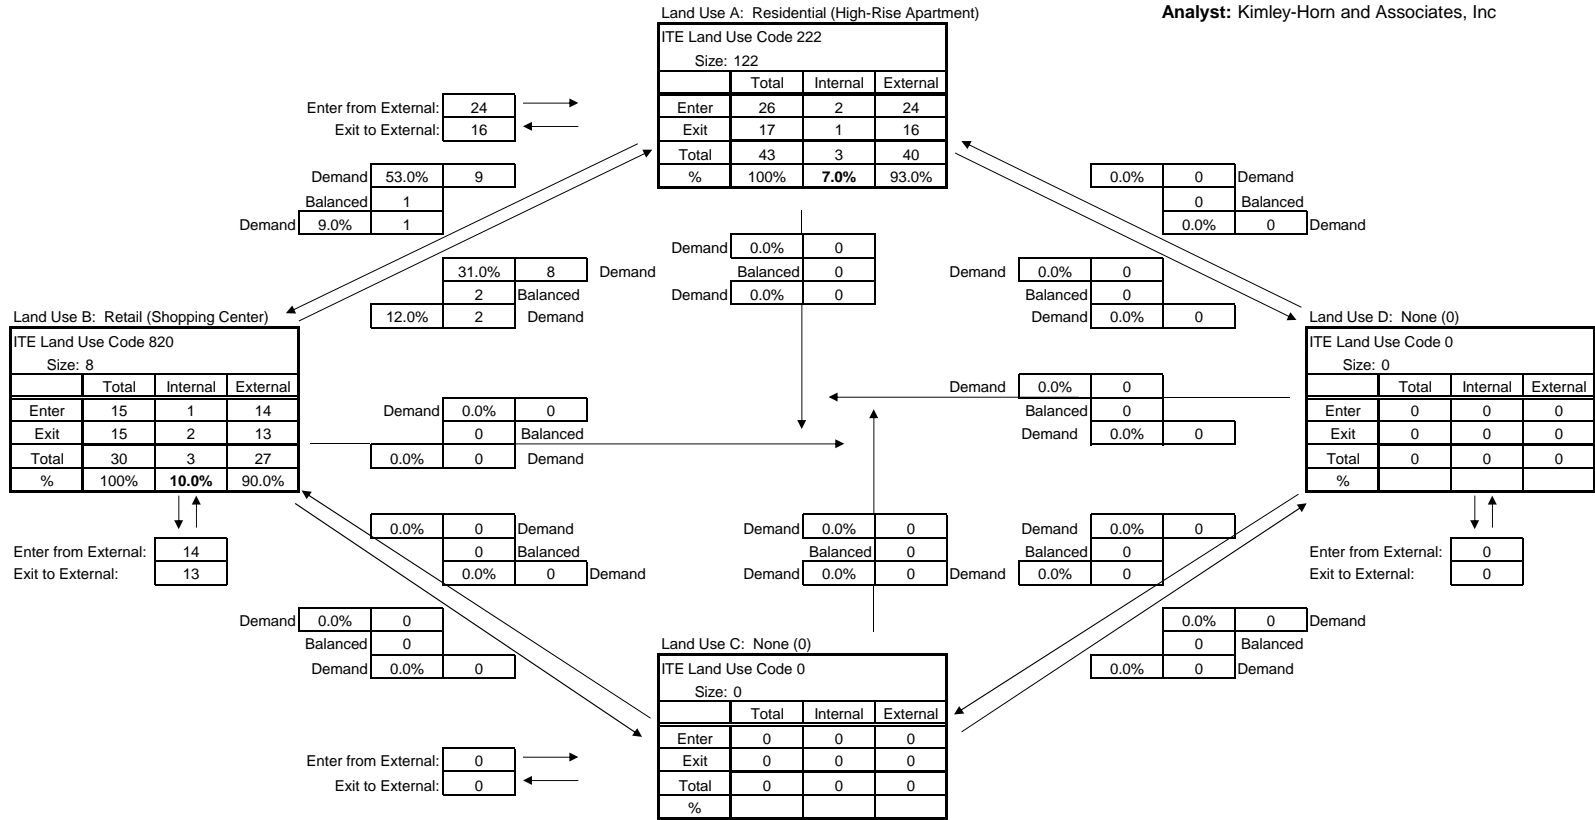 Land Use A: Residential (High-Rise Apartment)
Analyst: Kimley-Horn and Associates, Inc
ITE Land Use Code 222
Size: 122
Total Internal External
Enter 26 2 24
Exit 17 1 16
Total 43 3 40
% 100% 7.0% 93.0%
Enter from External: 24
Exit to External: 16
Demand 53.0% 9
Balanced 1
Demand 9.0% 1
0.0% 0 Demand
0 Balanced
0.0% 0 Demand
31.0% 8 Demand
2 Balanced
12.0% 2 Demand
Demand 0.0% 0
Balanced 0
Demand 0.0% 0
Demand 0.0% 0
Balanced 0
Demand 0.0% 0
Land Use B: Retail (Shopping Center)
ITE Land Use Code 820
Size: 8
Total Internal External
Enter 15 1 14
Exit 15 2 13
Total 30 3 27
% 100% 10.0% 90.0%
Demand 0.0% 0
0 Balanced
0.0% 0 Demand
Demand 0.0% 0
Balanced 0
Demand 0.0% 0
Land Use D: None (0)
ITE Land Use Code 0
Size: 0
Total Internal External
Enter 0 0 0
Exit 0 0 0
Total 0 0 0
%
Enter from External: 14
Exit to External: 13
0.0% 0 Demand
0 Balanced
0.0% 0 Demand
Demand 0.0% 0
Balanced 0
Demand 0.0% 0
Demand 0.0% 0
Balanced 0
Demand 0.0% 0
Enter from External: 0
Exit to External: 0
Demand 0.0% 0
Balanced 0
Demand 0.0% 0
0.0% 0 Demand
0 Balanced
0.0% 0 Demand
Land Use C: None (0)
ITE Land Use Code 0
Size: 0
Total Internal External
Enter 0 0 0
Exit 0 0 0
Total 0 0 0
%
Enter from External: 0
Exit to External: 0